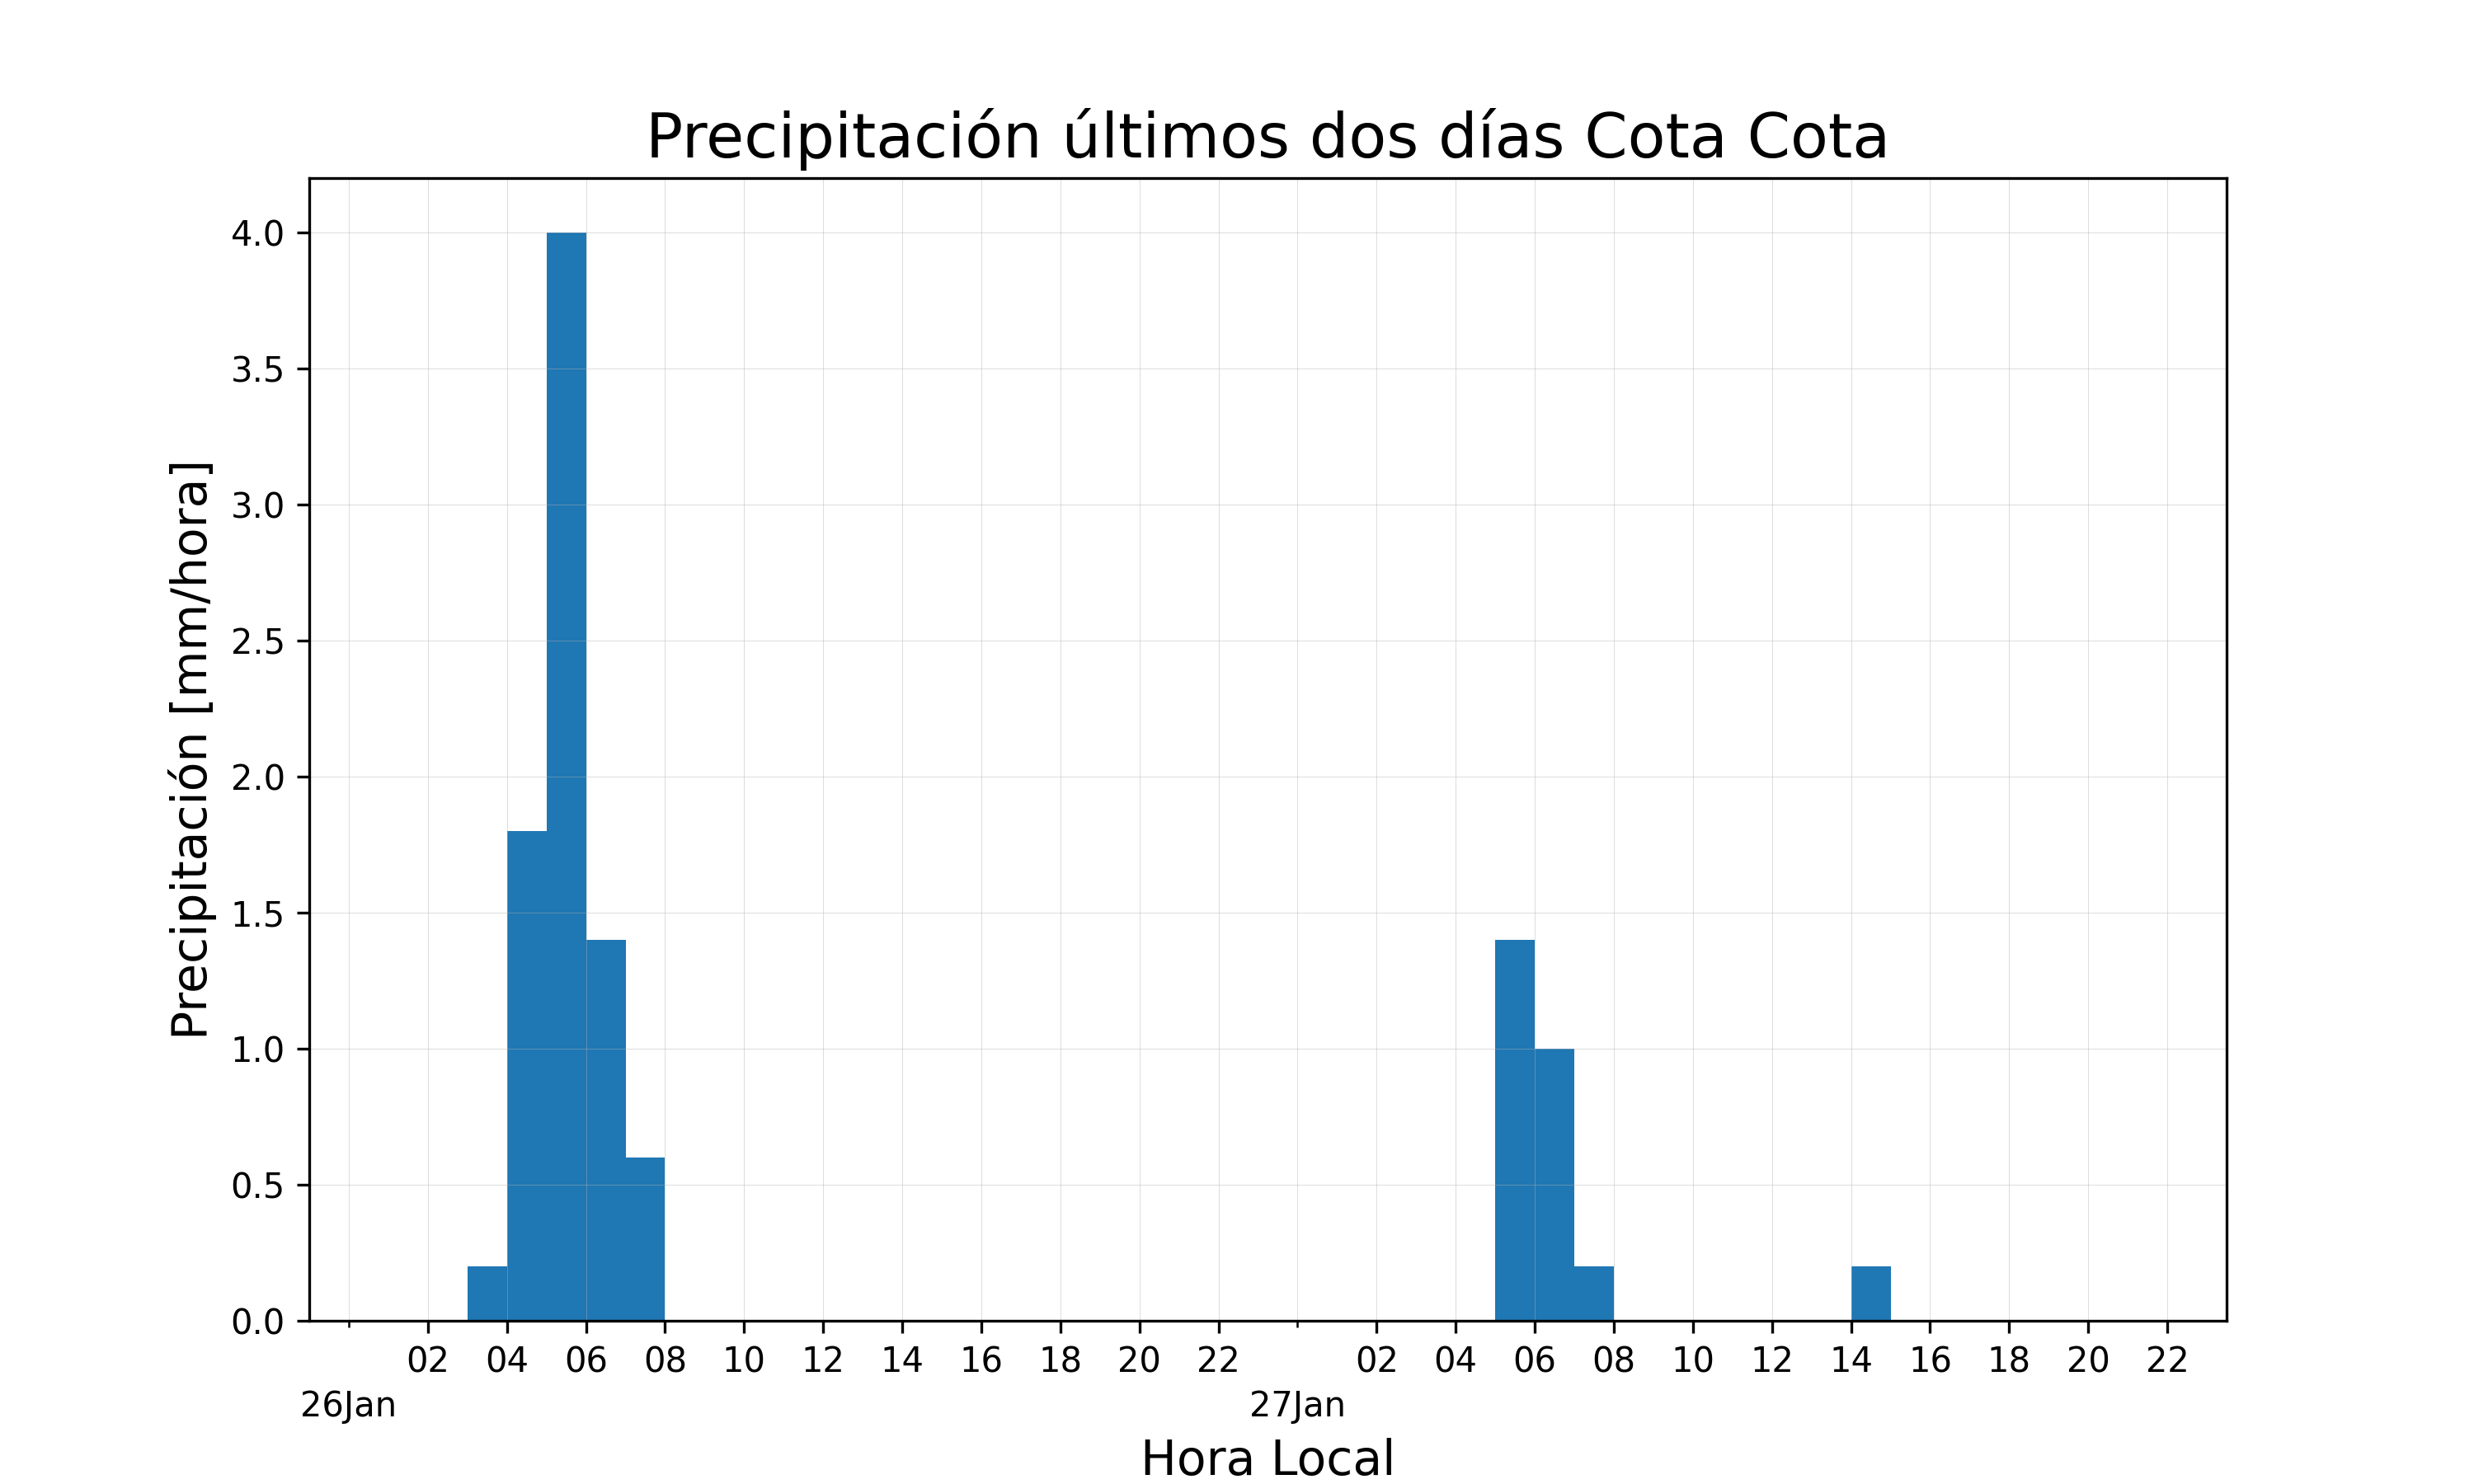 Precipitación últimos dos días Cota Cota
Precipitación [mm/hora]
4.0
3.5
3.0
2.5
2.0
1.5
1.0
0.5
0.0
02 04 06 08 10 12 14 16 18 20 22 02 04 06 08 10 12 14 16 18 20 22
26Jan 27Jan
Hora Local